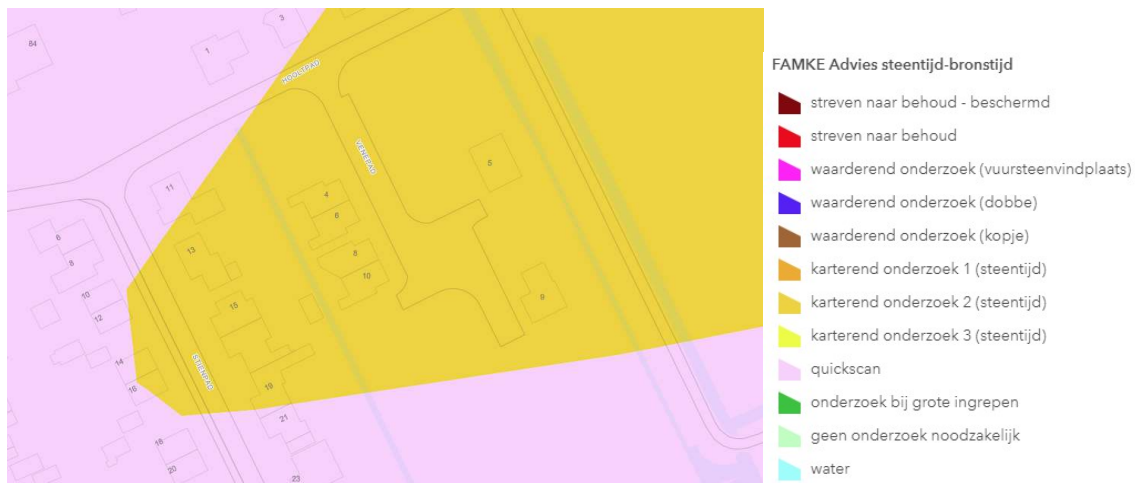 3
84
1
HOOLYPAD
VENEPAD
5
11
4
6
6
13
8
8
10
10
9
15
12
STIENPAD
14
16
19
21
18
20
23
FAMKE Advies steentijd-bronstijd
streven naar behoud - beschermd
streven naar behoud
waarderend onderzoek (vuursteenvindplaats)
waarderend onderzoek (dobbe)
waarderend onderzoek (kopje)
karterend onderzoek 1 (steentijd)
karterend onderzoek 2 (steentijd)
karterend onderzoek 3 (steentijd)
quickscan
onderzoek bij grote ingrepen
geen onderzoek noodzakelijk
water